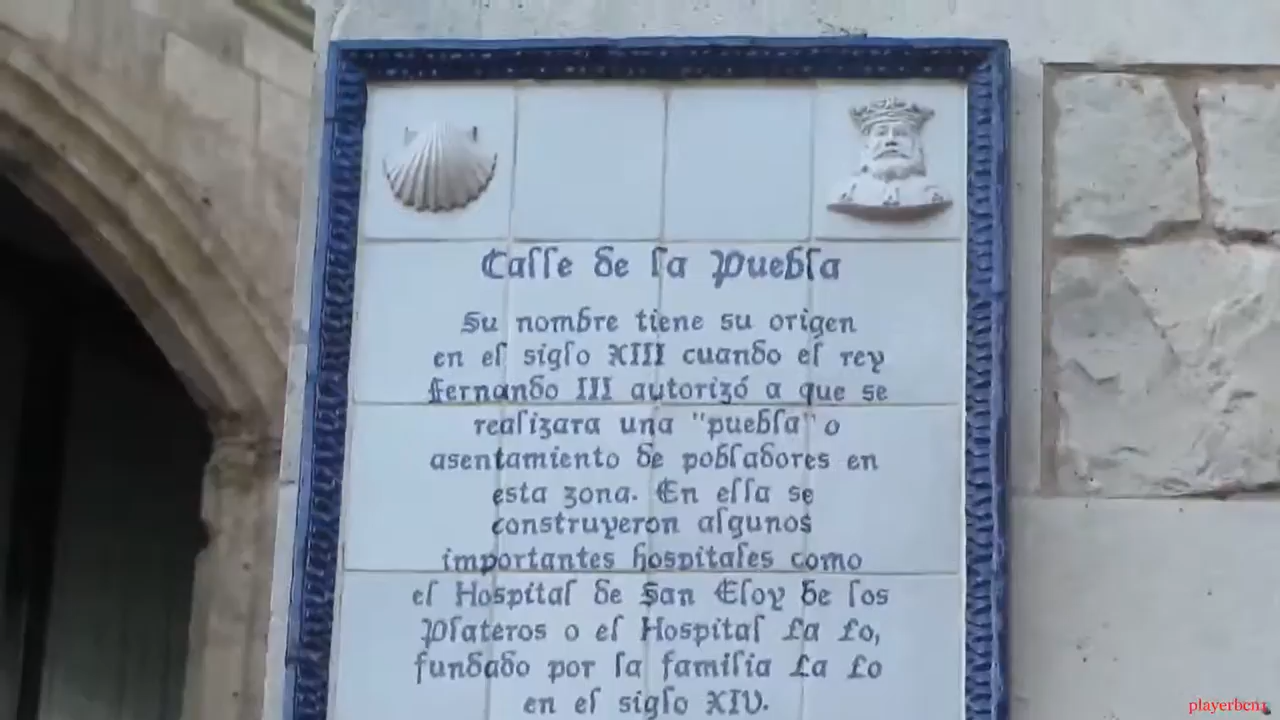 Calle de la Puebla
Su nombre tiene su origen
en el siglo XIII cuando el rey
Fernando III autorizó a que se
realizara una "puebla" o
asentamiento de pobladores en
esta zona. En ella se
construyeron algunos
importantes hospitales como
el Hospital de San Eloy de los
Plateros o el Hospital La Lo,
fundado por la familia La Lo
en el siglo XIV.
playerbcn1